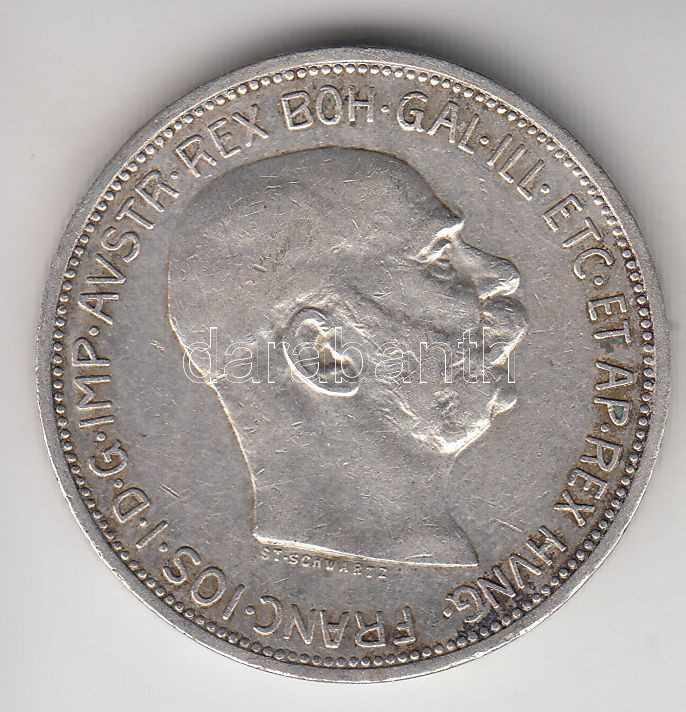 FRANC·IOS·I·D·G·IMP·AVSTR·REX BOH·GAL·ILL·ETC·ET AP·REX HVNG·
ST·SCHWARTZ
darabanth